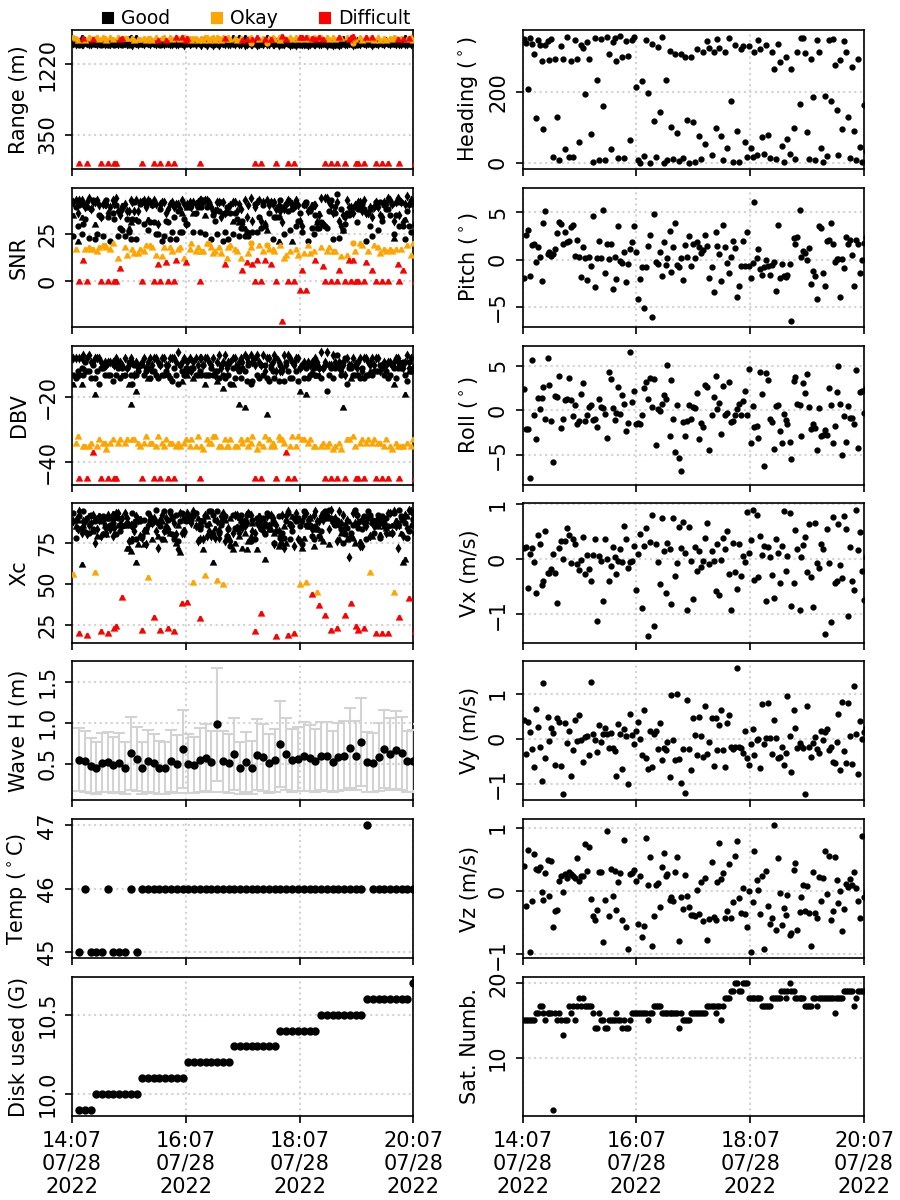 Good Okay Difficult
Range (m)
1220
350
Heading (°)
200
0
SNR
25
0
Pitch (°)
5
0
−5
DBV
−20
−40
Roll (°)
5
0
−5
Xc
75
50
25
Vx (m/s)
1
0
−1
Wave H (m)
1.5
1.0
0.5
Vy (m/s)
1
0
−1
Temp (°C)
47
46
45
Vz (m/s)
1
0
−1
Disk used (G)
10.5
10.0
Sat. Numb.
20
10
14:07 16:07 18:07 20:07
07/28 07/28 07/28 07/28
2022 2022 2022 2022
14:07 16:07 18:07 20:07
07/28 07/28 07/28 07/28
2022 2022 2022 2022